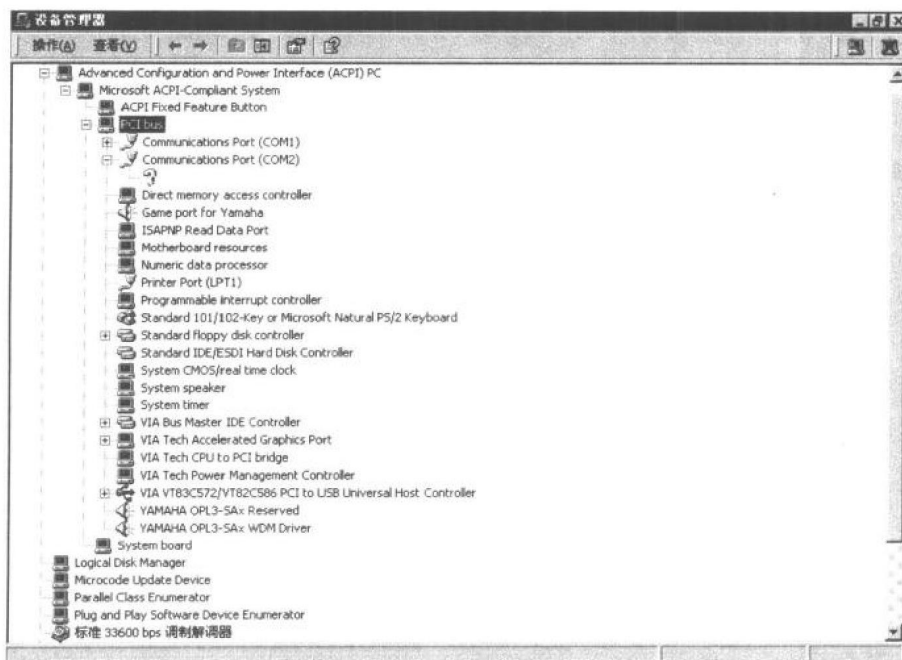 设备管理器
操作(A) 查看(V)
Advanced Configuration and Power Interface (ACPI) PC
Microsoft ACPI-Compliant System
ACPI Fixed Feature Button
PCI bus
Communications Port (COM1)
Communications Port (COM2)
?
Direct memory access controller
Game port for Yamaha
ISAPNP Read Data Port
Motherboard resources
Numeric data processor
Printer Port (LPT1)
Programmable interrupt controller
Standard 101/102-Key or Microsoft Natural PS/2 Keyboard
Standard floppy disk controller
Standard IDE/ESDI Hard Disk Controller
System CMOS/real time clock
System speaker
System timer
VIA Bus Master IDE Controller
VIA Tech Accelerated Graphics Port
VIA Tech CPU to PCI bridge
VIA Tech Power Management Controller
VIA VT83C572/VT82C586 PCI to USB Universal Host Controller
YAMAHA OPL3-SAx Reserved
YAMAHA OPL3-SAx WDM Driver
System board
Logical Disk Manager
Microcode Update Device
Parallel Class Enumerator
Plug and Play Software Device Enumerator
标准 33600 bps 调制解调器